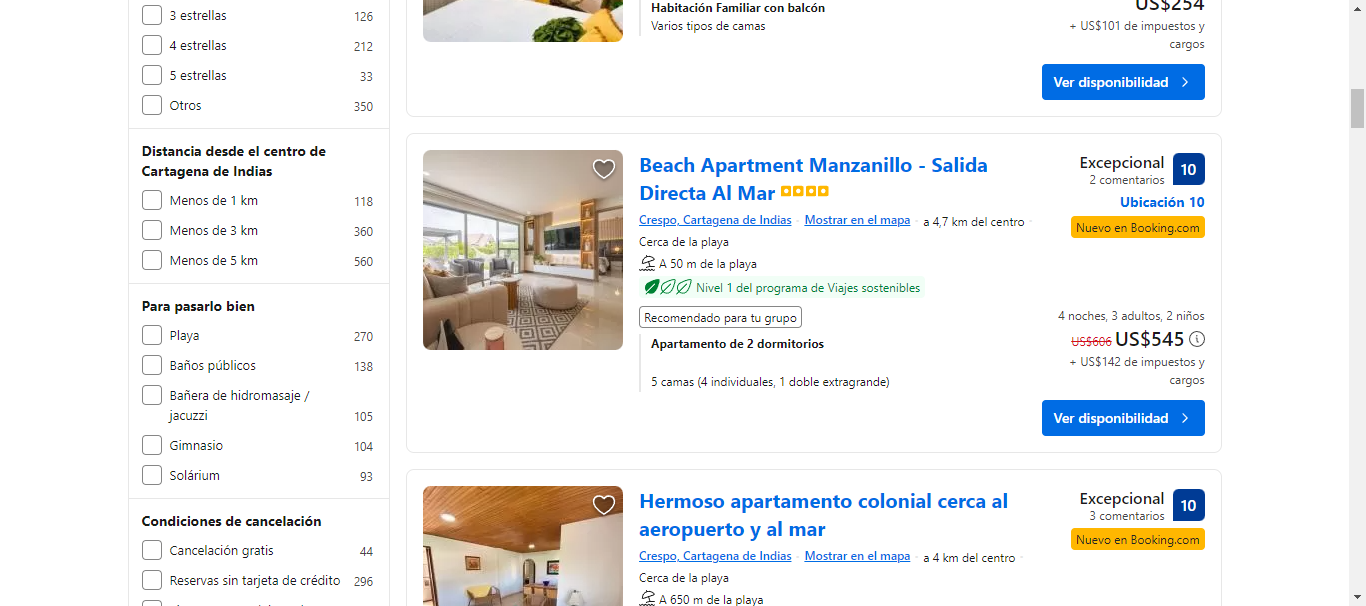 3 estrellas 126
4 estrellas 212
5 estrellas 33
Otros 350
Distancia desde el centro de
Cartagena de Indias
Menos de 1 km 118
Menos de 3 km 360
Menos de 5 km 560
Para pasarlo bien
Playa 270
Baños públicos 138
Bañera de hidromasaje /
jacuzzi 105
Gimnasio 104
Solárium 93
Condiciones de cancelación
Cancelación gratis 44
Reservas sin tarjeta de crédito 296
Habitación Familiar con balcón
Varios tipos de camas
US$254
+ US$101 de impuestos y
cargos
Ver disponibilidad
Beach Apartment Manzanillo - Salida
Directa Al Mar
Crespo, Cartagena de Indias · Mostrar en el mapa · a 4,7 km del centro ·
Cerca de la playa
A 50 m de la playa
Nivel 1 del programa de Viajes sostenibles
Recomendado para tu grupo
Apartamento de 2 dormitorios
5 camas (4 individuales, 1 doble extragrande)
Excepcional 10
2 comentarios
Ubicación 10
Nuevo en Booking.com
4 noches, 3 adultos, 2 niños
US$606 US$545
+ US$142 de impuestos y
cargos
Ver disponibilidad
Hermoso apartamento colonial cerca al
aeropuerto y al mar
Crespo, Cartagena de Indias · Mostrar en el mapa · a 4 km del centro ·
Cerca de la playa
A 650 m de la playa
Excepcional 10
3 comentarios
Nuevo en Booking.com